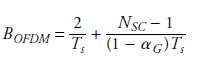 B_{OFDM} = \frac{2}{T_s} + \frac{N_{SC} - 1}{(1 - \alpha_G)T_s}